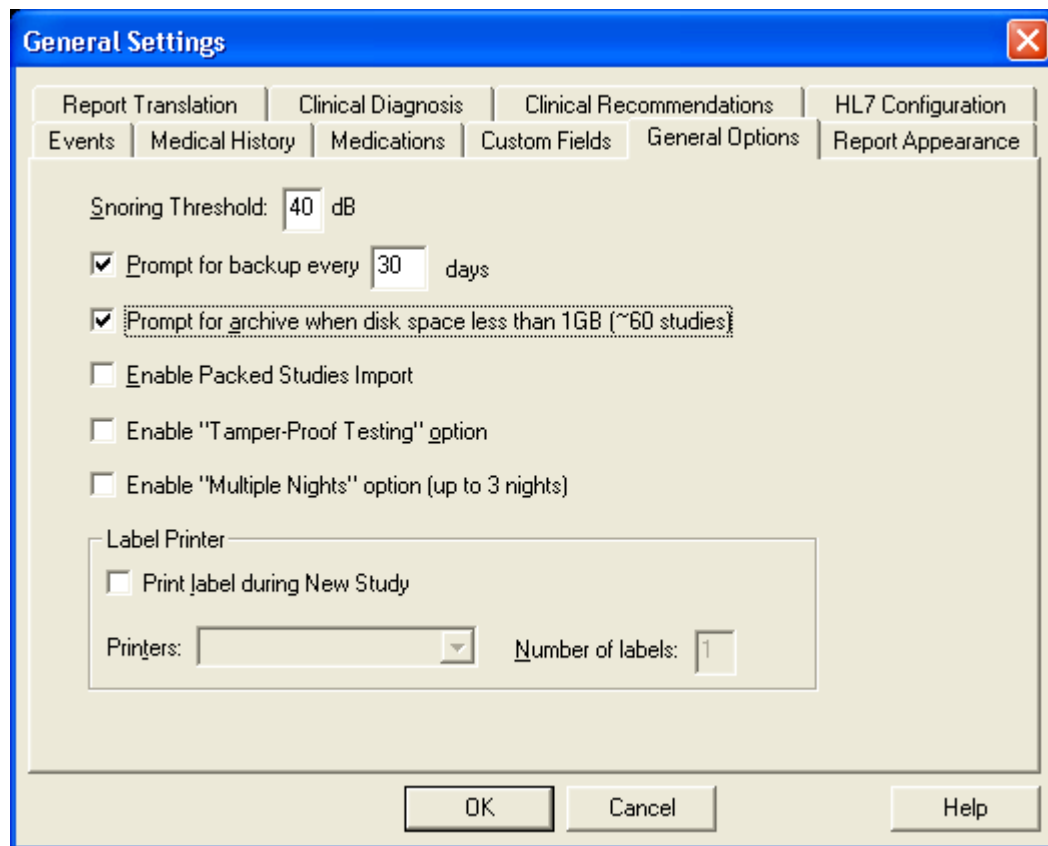 General Settings
Report Translation Clinical Diagnosis Clinical Recommendations HL7 Configuration
Events Medical History Medications Custom Fields General Options Report Appearance
Snoring Threshold: 40 dB
Prompt for backup every 30 days
Prompt for archive when disk space less than 1GB (~60 studies)
Enable Packed Studies Import
Enable "Tamper-Proof Testing" option
Enable "Multiple Nights" option (up to 3 nights)
Label Printer
Print label during New Study
Printers: Number of labels: 1
OK Cancel Help